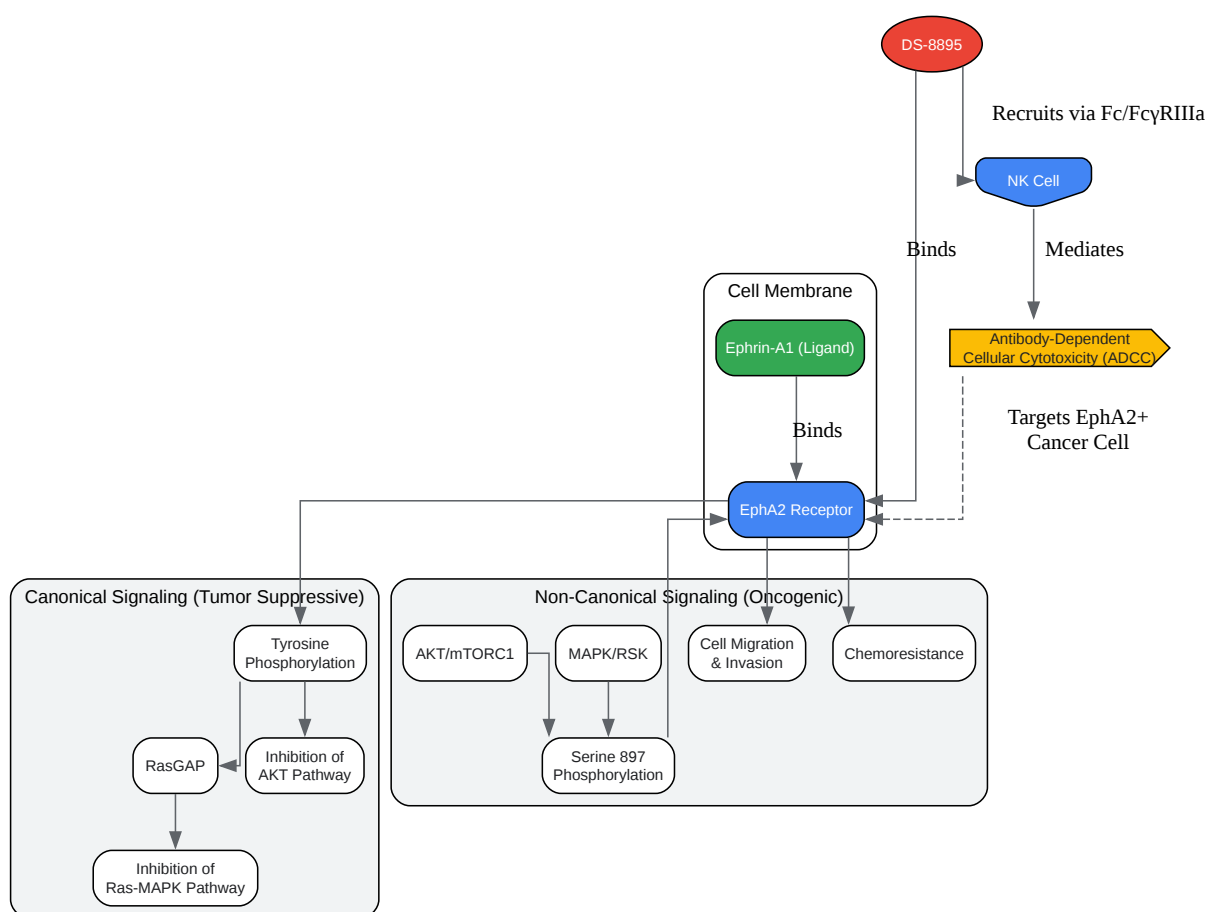 DS-8895
Recruits via Fc/FcγRIIIa
NK Cell
Binds
Mediates
Cell Membrane
Ephrin-A1 (Ligand)
Antibody-Dependent
Cellular Cytotoxicity (ADCC)
Targets EphA2+
Cancer Cell
Binds
EphA2 Receptor
Canonical Signaling (Tumor Suppressive)
Tyrosine
Phosphorylation
RasGAP
Inhibition of
AKT Pathway
Inhibition of
Ras-MAPK Pathway
Non-Canonical Signaling (Oncogenic)
AKT/mTORC1
MAPK/RSK
Cell Migration
& Invasion
Chemoresistance
Serine 897
Phosphorylation